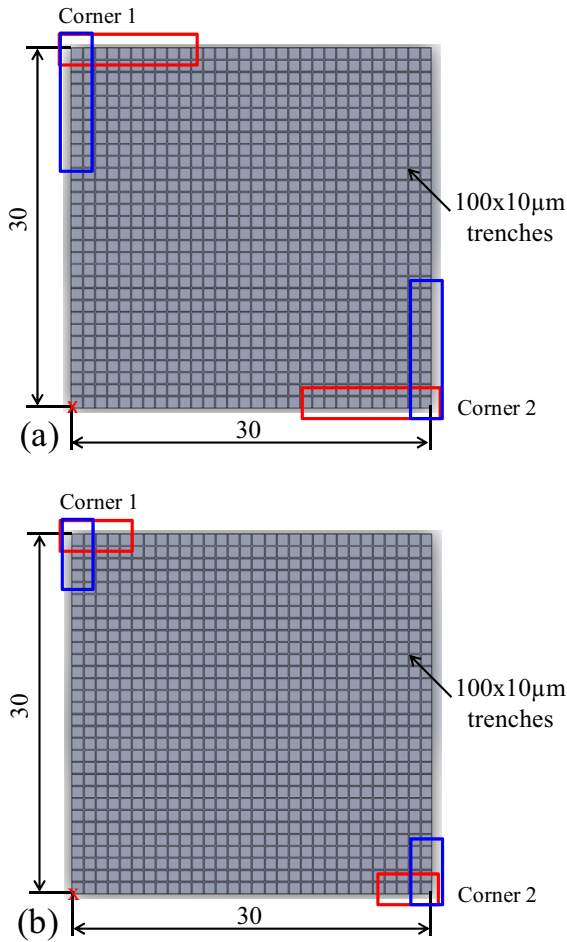 Corner 1
30
100x10µm
trenches
x
Corner 2
30
(a)
Corner 1
30
100x10µm
trenches
x
Corner 2
30
(b)